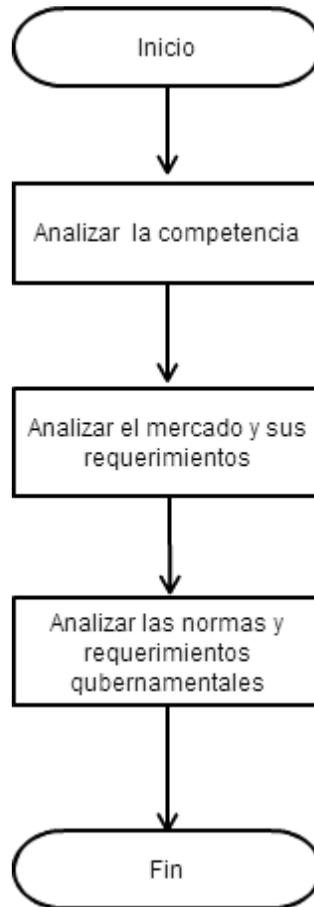 Inicio
Analizar la competencia
Analizar el mercado y sus
requerimientos
Analizar las normas y
requerimientos
qubernamentales
Fin